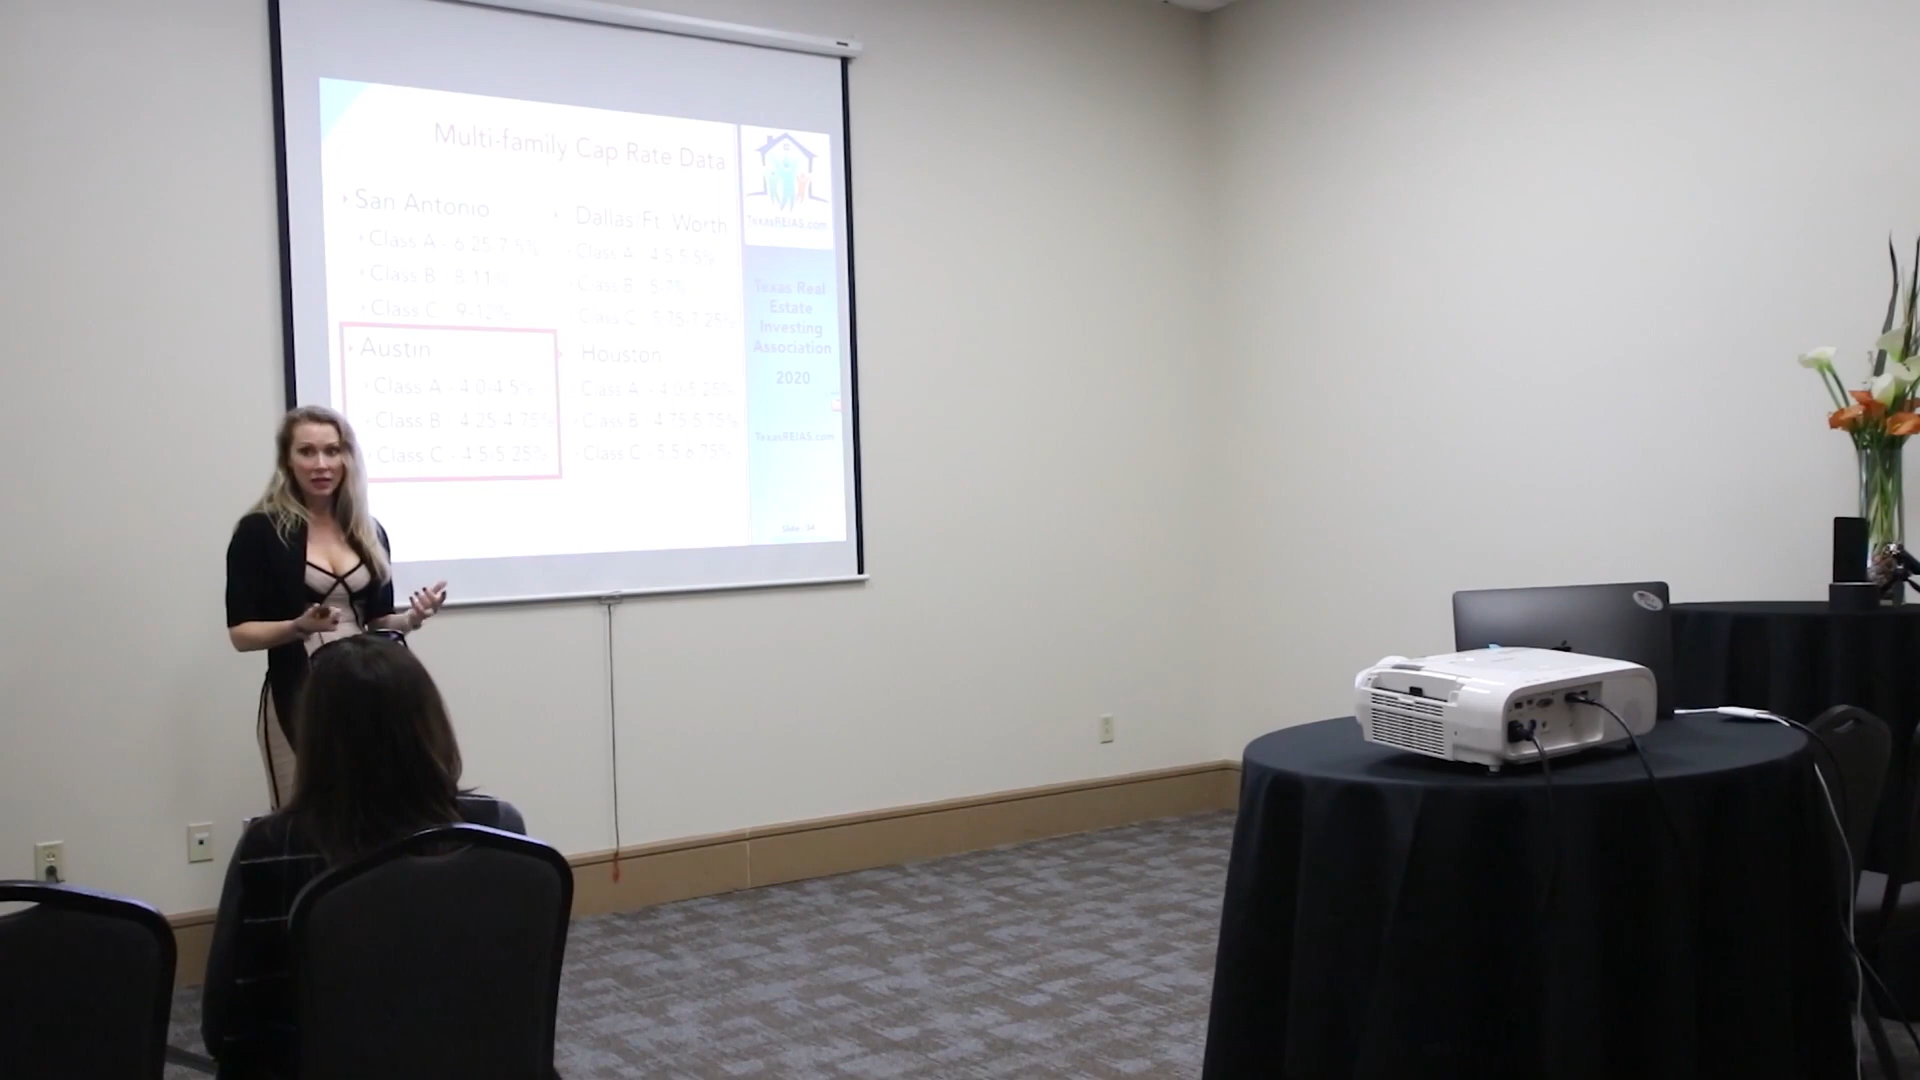 Multi-family Cap Rate Data
San Antonio
Class A - 6.25-7.5%
Class B - 8-11%
Class C - 9-12%
Austin
Class A - 4.0-4.5%
Class B - 4.25-4.75%
Class C - 4.5-5.25%
Dallas/Ft. Worth
Class A - 4.5-5.5%
Class B - 5-7%
Class C - 5.75-7.25%
Houston
Class A - 4.0-5.25%
Class B - 4.75-5.75%
Class C - 5.5-6.75%
TexasREIAS.com
Texas Real
Estate
Investing
Association
2020
TexasREIAS.com
Slide